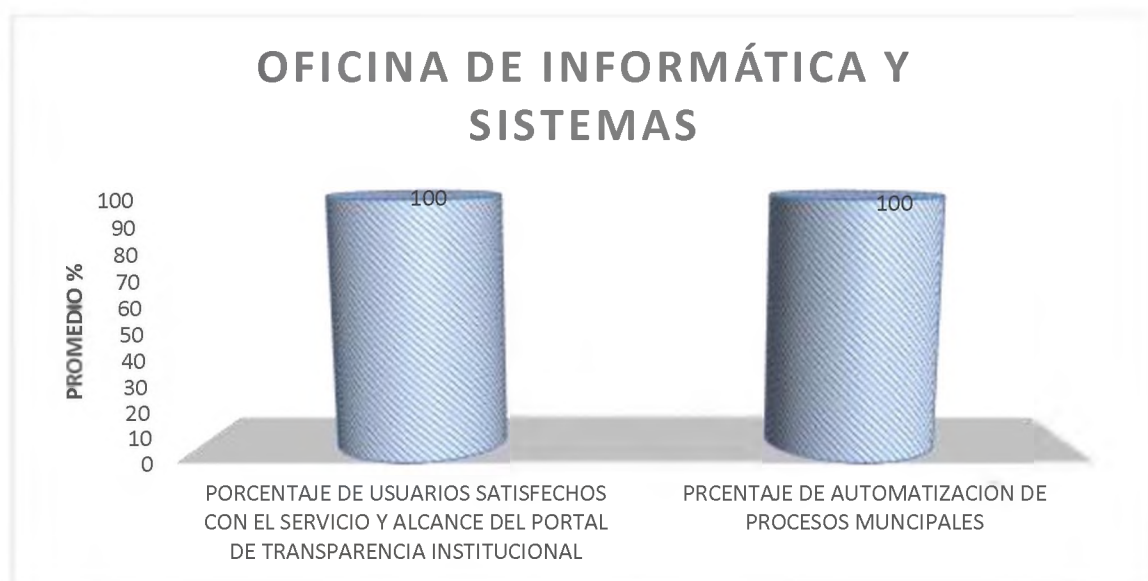 OFICINA DE INFORMÁTICA Y
SISTEMAS
PROMEDIO %
100
90
80
70
60
50
40
30
20
10
0
100
100
PORCENTAJE DE USUARIOS SATISFECHOS
CON EL SERVICIO Y ALCANCE DEL PORTAL
DE TRANSPARENCIA INSTITUCIONAL
PRCENTAJE DE AUTOMATIZACION DE
PROCESOS MUNCIPALES